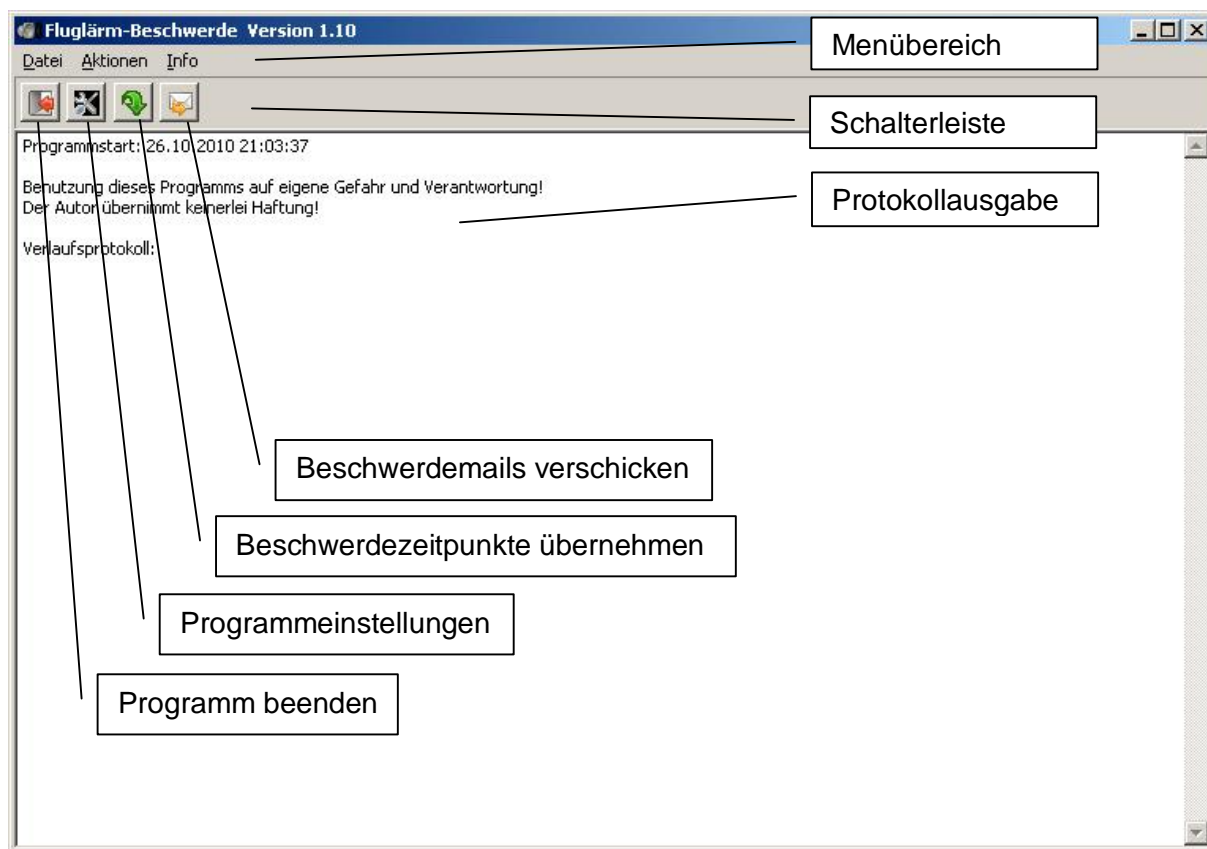 Fluglärm-Beschwerde Version 1.10
Datei Aktionen Info
Menübereich
Schalterleiste
Programmstart: 26.10.2010 21:03:37
Benutzung dieses Programms auf eigene Gefahr und Verantwortung!
Der Autor übernimmt keinerlei Haftung!
Protokollausgabe
Verlaufsprotokoll:
Beschwerdemails verschicken
Beschwerdezeitpunkte übernehmen
Programmeinstellungen
Programm beenden